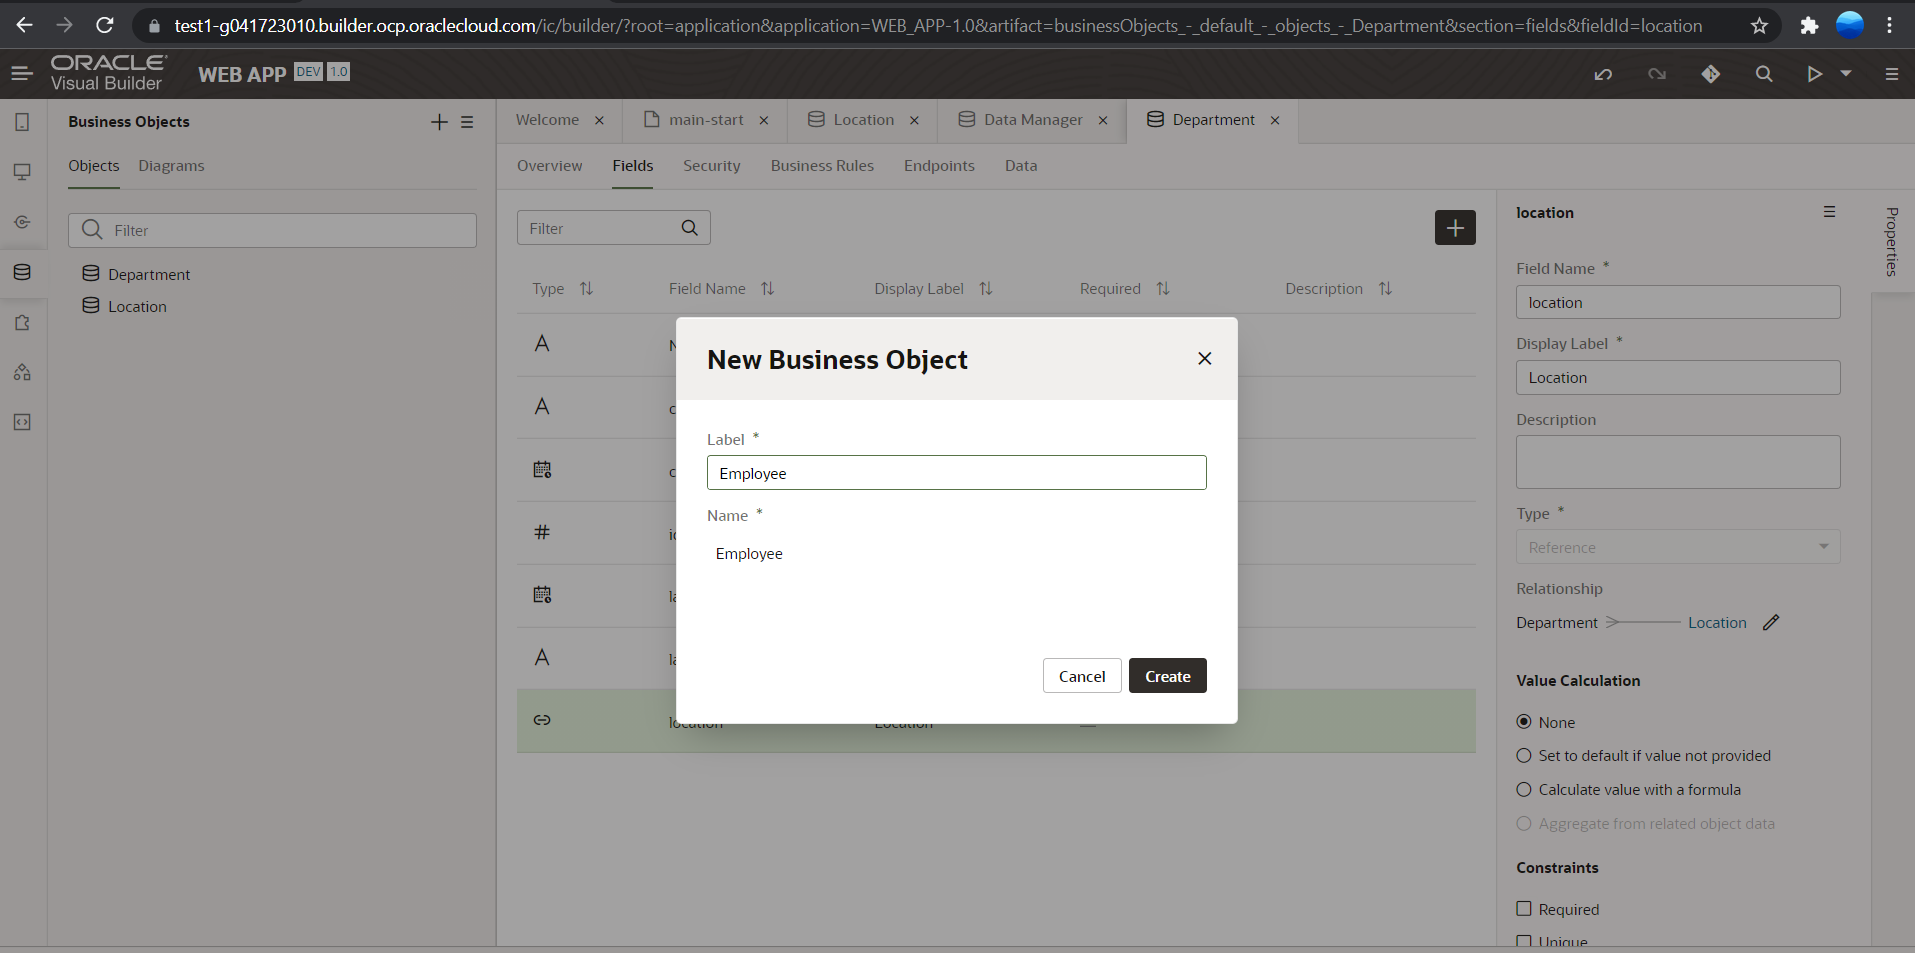 test1-g041723010.builder.ocp.oraclecloud.com/ic/builder/?root=application&application=WEB_APP-1.0&artifact=businessObjects_-_default_-_objects_-_Department&section=fields&fieldId=location
ORACLE
Visual Builder
WEB APP DEV 1.0
Business Objects
Objects Diagrams
Filter
Department
Location
Welcome main-start Location Data Manager Department
Overview Fields Security Business Rules Endpoints Data
Filter
Type Field Name Display Label Required Description
location Location
New Business Object
Label *
Employee
Name *
Employee
Cancel Create
location
Properties
Field Name *
location
Display Label *
Location
Description
Type *
Reference
Relationship
Department Location
Value Calculation
None
Set to default if value not provided
Calculate value with a formula
Aggregate from related object data
Constraints
Required
Unique